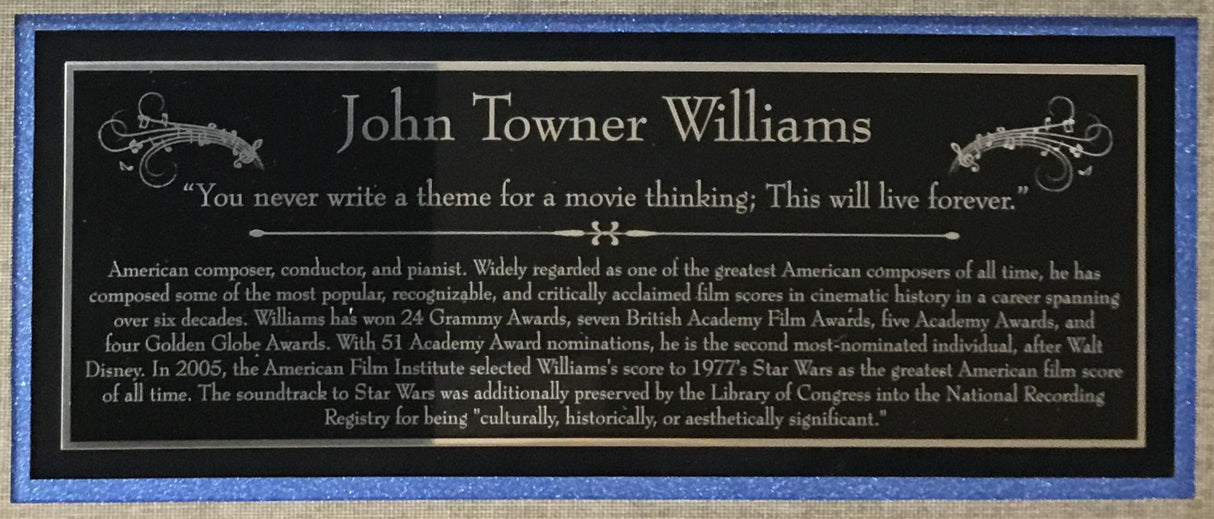 John Towner Williams
“You never write a theme for a movie thinking; This will live forever.”
American composer, conductor, and pianist. Widely regarded as one of the greatest American composers of all time, he has
composed some of the most popular, recognizable, and critically acclaimed film scores in cinematic history in a career spanning
over six decades. Williams has won 24 Grammy Awards, seven British Academy Film Awards, five Academy Awards, and
four Golden Globe Awards. With 51 Academy Award nominations, he is the second most-nominated individual, after Walt
Disney. In 2005, the American Film Institute selected Williams's score to 1977's Star Wars as the greatest American film score
of all time. The soundtrack to Star Wars was additionally preserved by the Library of Congress into the National Recording
Registry for being "culturally, historically, or aesthetically significant."